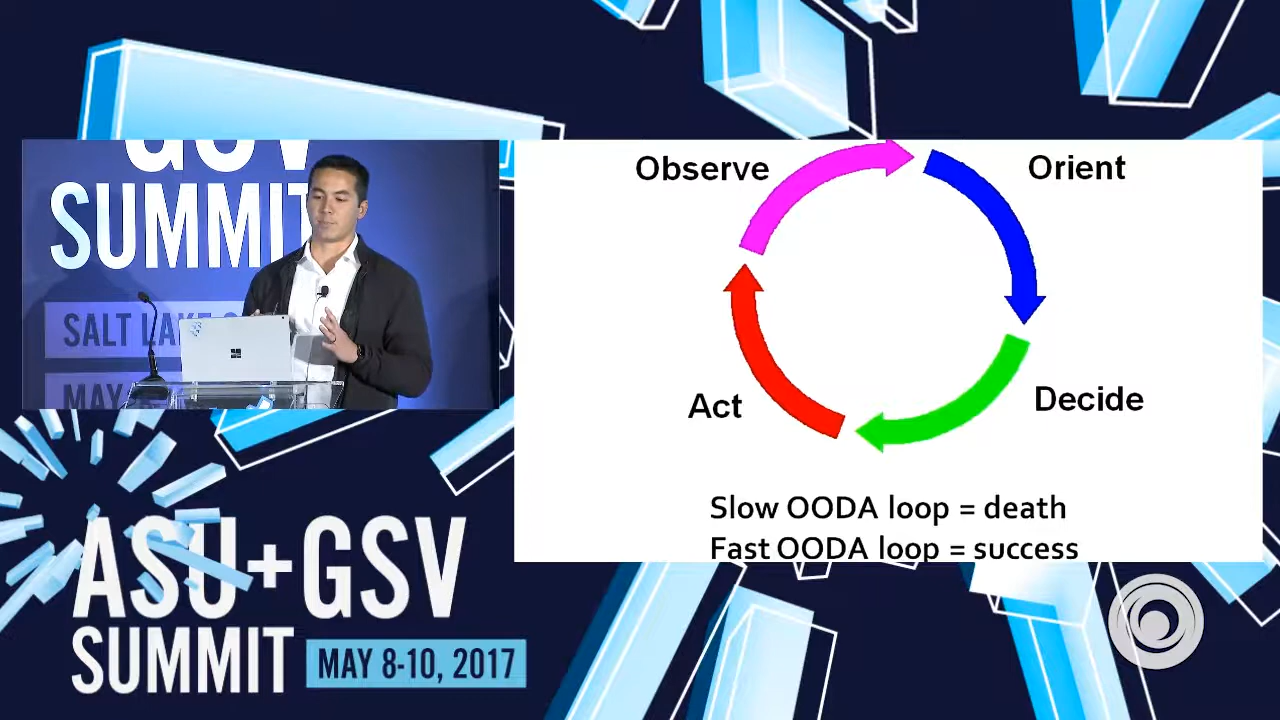 GSV
SUMMIT
SALT LAKE
MAY
Observe
Orient
Act
Decide
Slow OODA loop = death
Fast OODA loop = success
ASU+GSV
SUMMIT
MAY 8-10, 2017